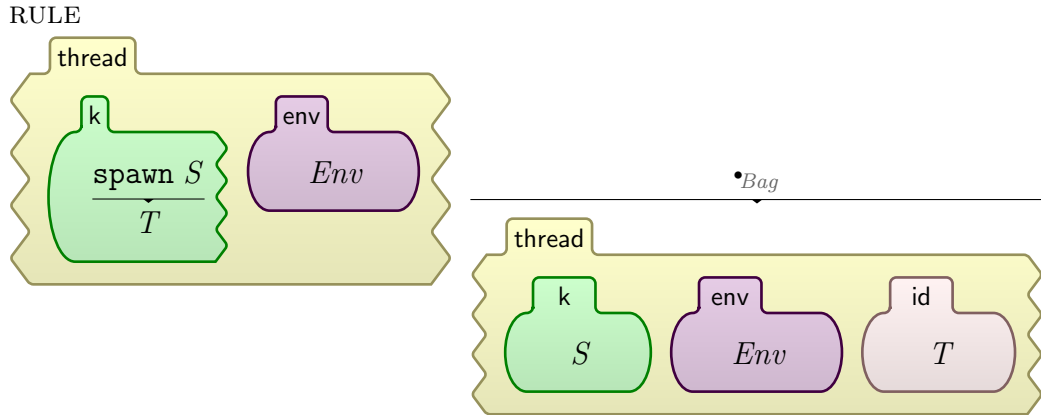 RULE
thread
k env
spawn S Env
T
•Bag
thread
k env id
S Env T